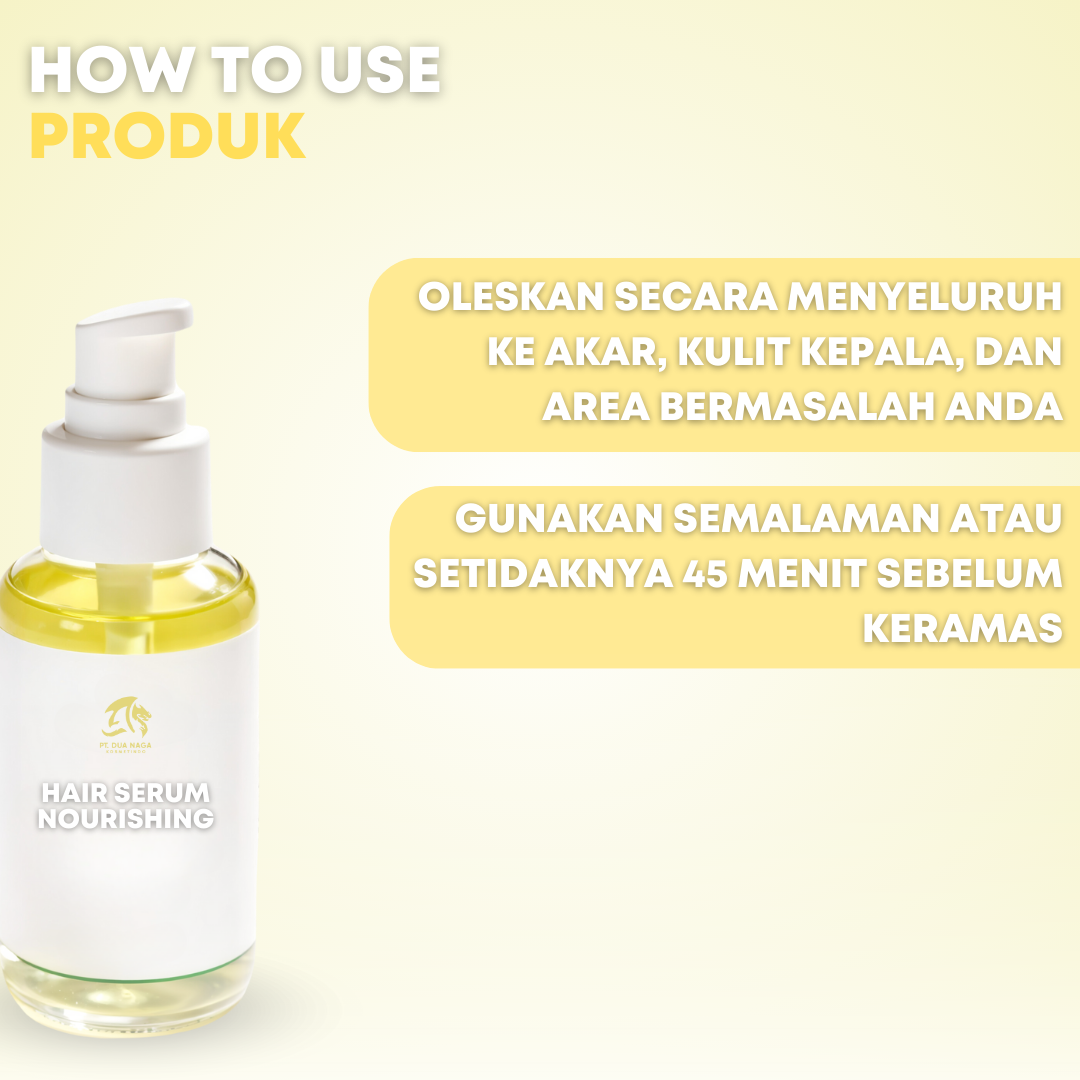 HOW TO USE
PRODUK
OLESKAN SECARA MENYELURUH
KE AKAR, KULIT KEPALA, DAN
AREA BERMASALAH ANDA
GUNAKAN SEMALAMAN ATAU
SETIDAKNYA 45 MENIT SEBELUM
KERAMAS
PT. DUA NAGA
KOSMETINDO
HAIR SERUM
NOURISHING